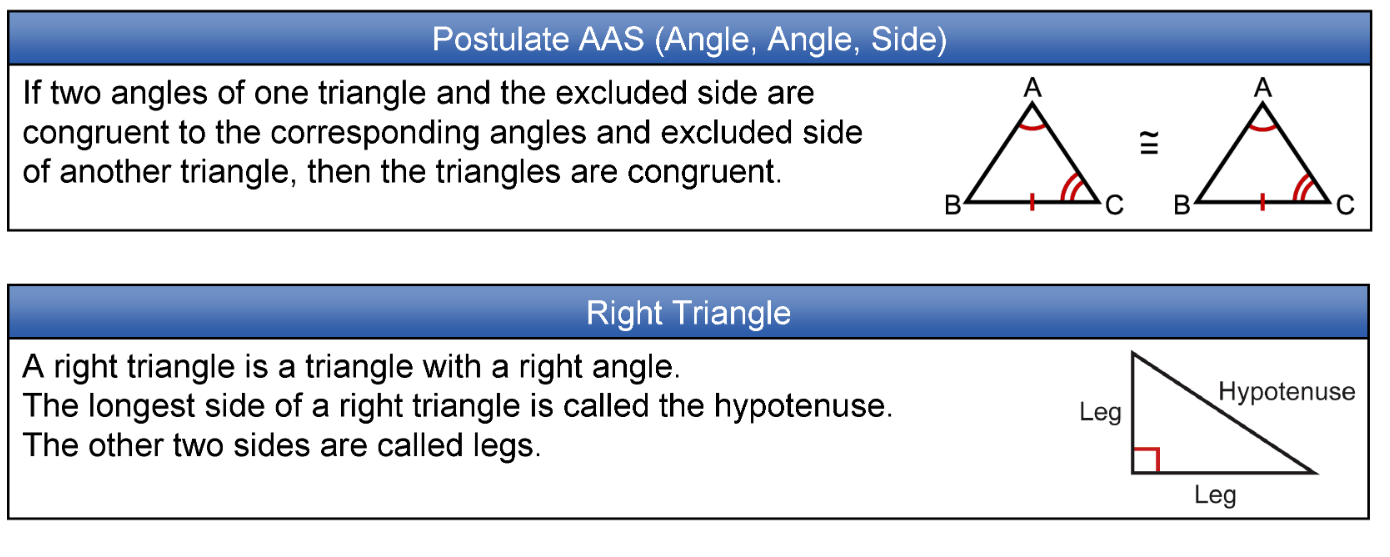 Postulate AAS (Angle, Angle, Side)
If two angles of one triangle and the excluded side are
congruent to the corresponding angles and excluded side
of another triangle, then the triangles are congruent.
A
B
C
≅
A
B
C
Right Triangle
A right triangle is a triangle with a right angle.
The longest side of a right triangle is called the hypotenuse.
The other two sides are called legs.
Hypotenuse
Leg
Leg